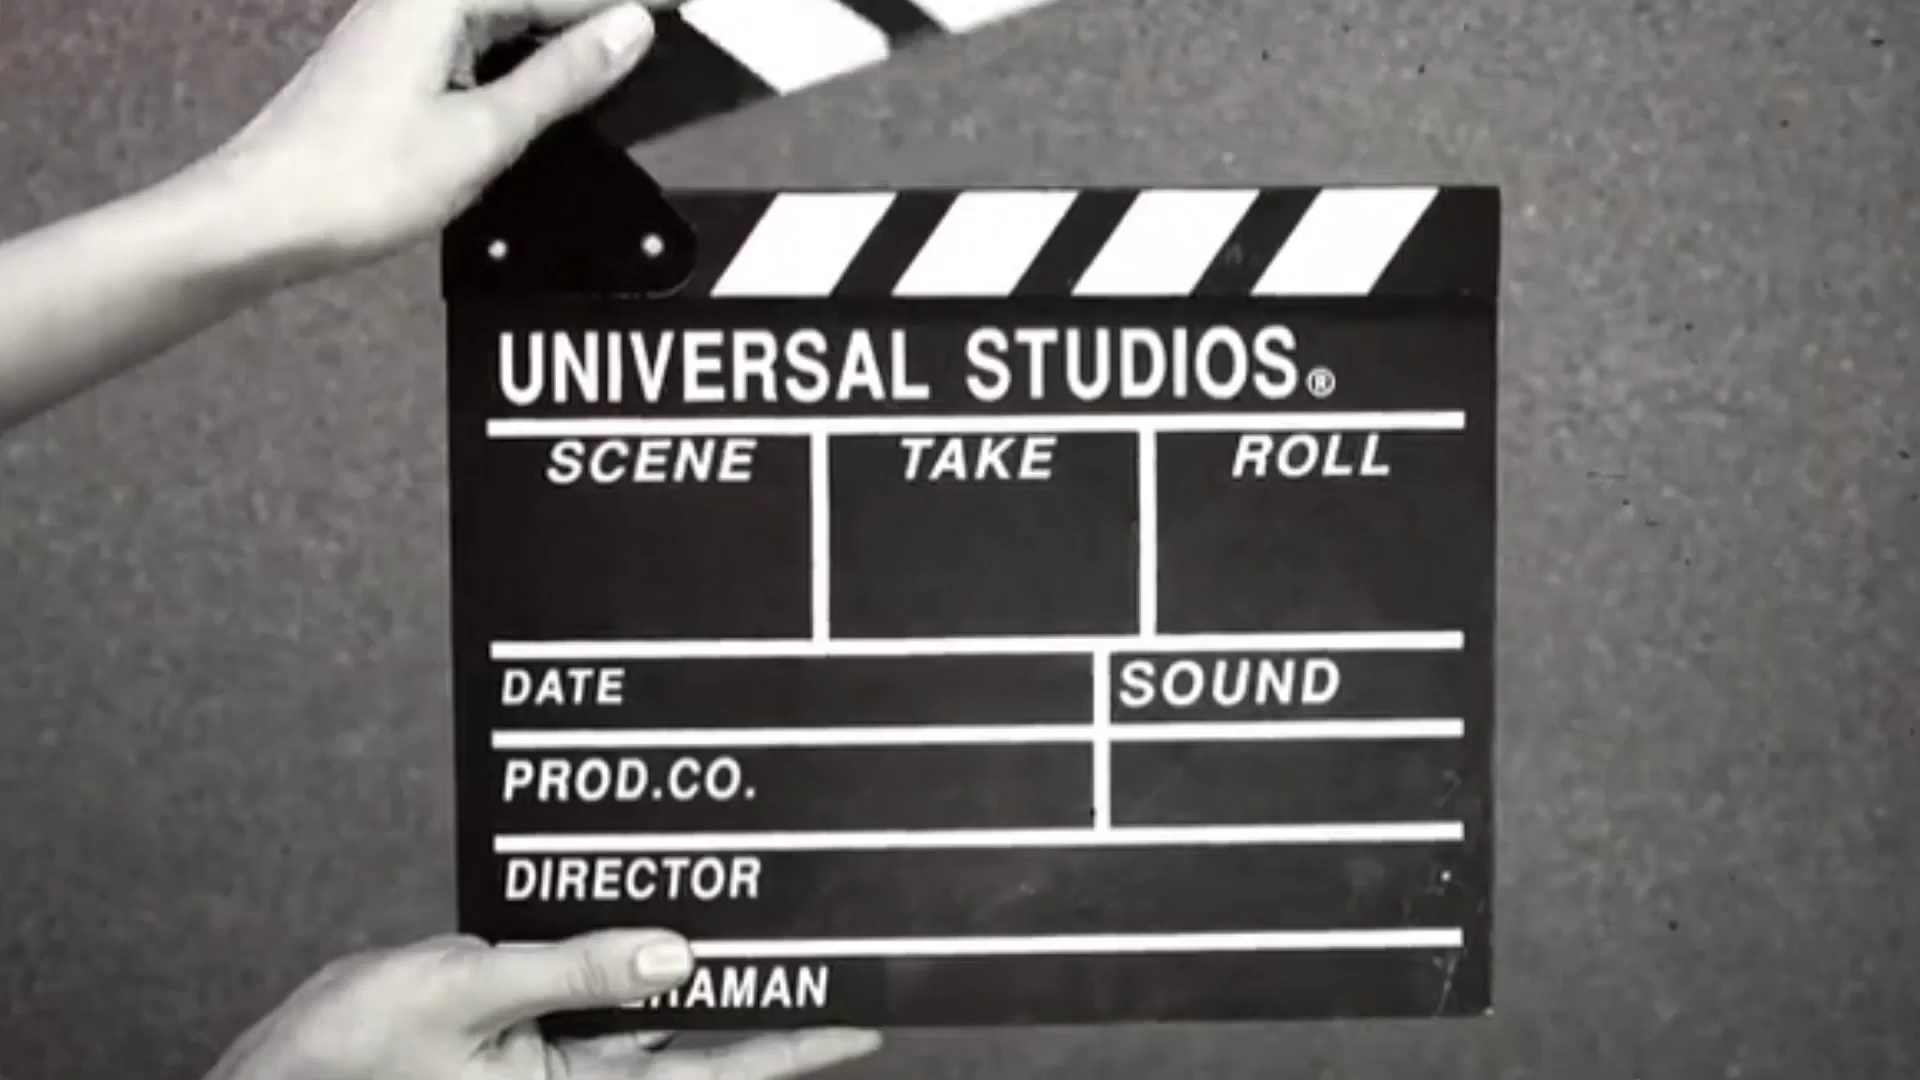 UNIVERSAL STUDIOS®
SCENE TAKE ROLL
DATE SOUND
PROD.CO.
DIRECTOR